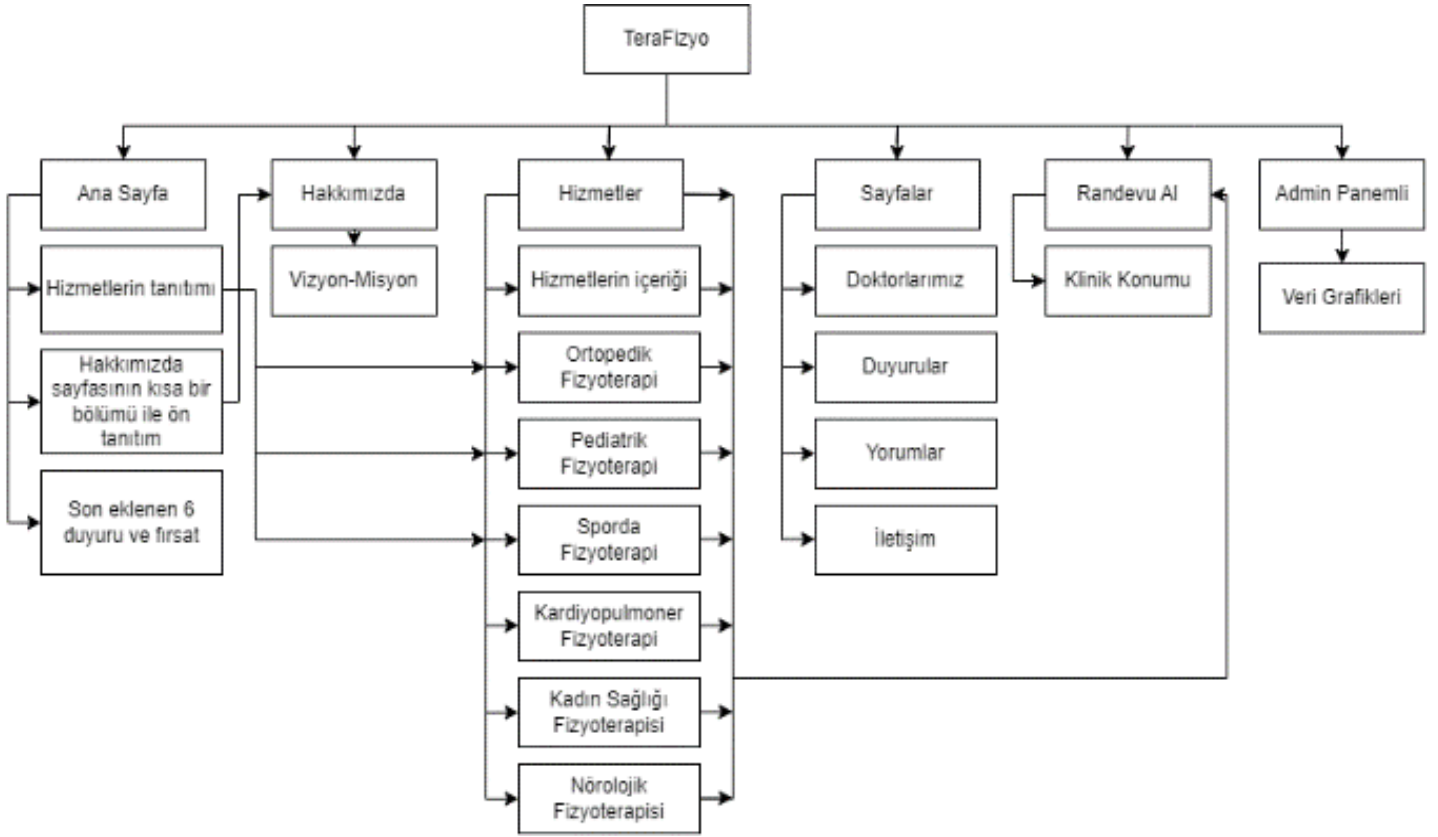 TeraFizyo
Ana Sayfa
Hakkımızda
Hizmetler
Sayfalar
Randevu Al
Admin Panemli
Hizmetlerin tanıtımı
Vizyon-Misyon
Hizmetlerin içeriği
Doktorlarımız
Klinik Konumu
Veri Grafikleri
Hakkımızda
sayfasının kısa bir
bölümü ile ön
tanıtım
Ortopedik
Fizyoterapi
Duyurular
Son eklenen 6
duyuru ve fırsat
Pediatrik
Fizyoterapi
Yorumlar
Sporda
Fizyoterapi
İletişim
Kardiyopulmoner
Fizyoterapi
Kadın Sağlığı
Fizyoterapisi
Nörolojik
Fizyoterapisi